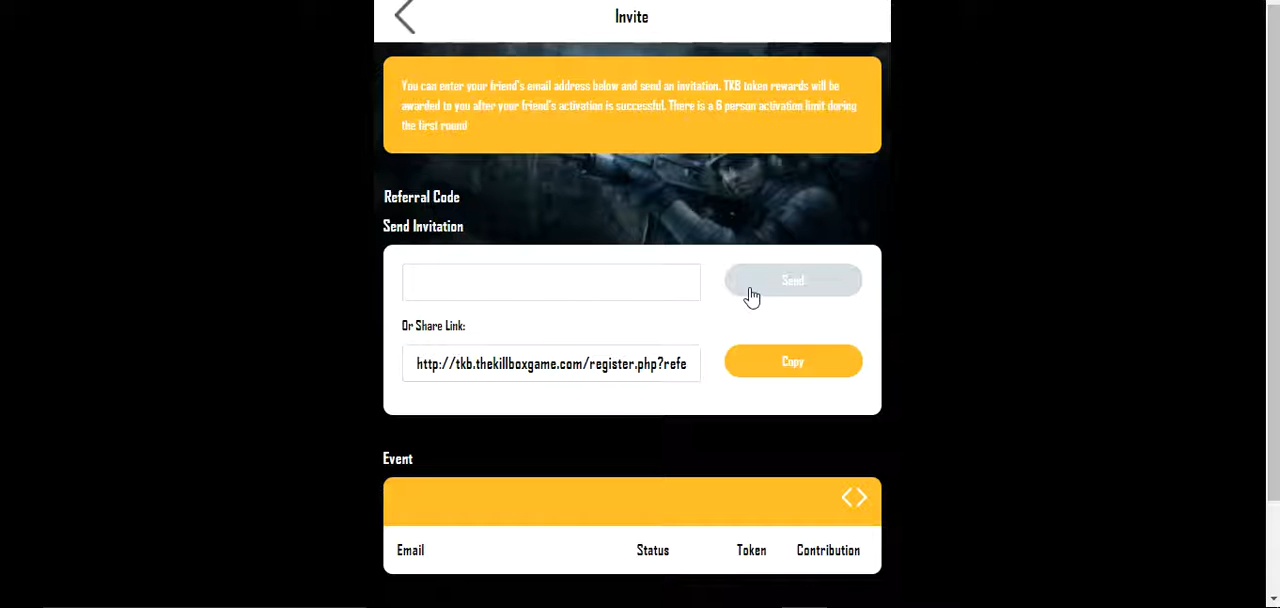 Invite
You can enter your friend's email address below and send an invitation. TKB token rewards will be
awarded to you after your friend's activation is successful. There is a 6 person activation limit during
the first round
Referral Code
Send Invitation
Send
Or Share Link:
http://tkb.thekillboxgame.com/register.php?refe
Copy
Event
Email Status Token Contribution